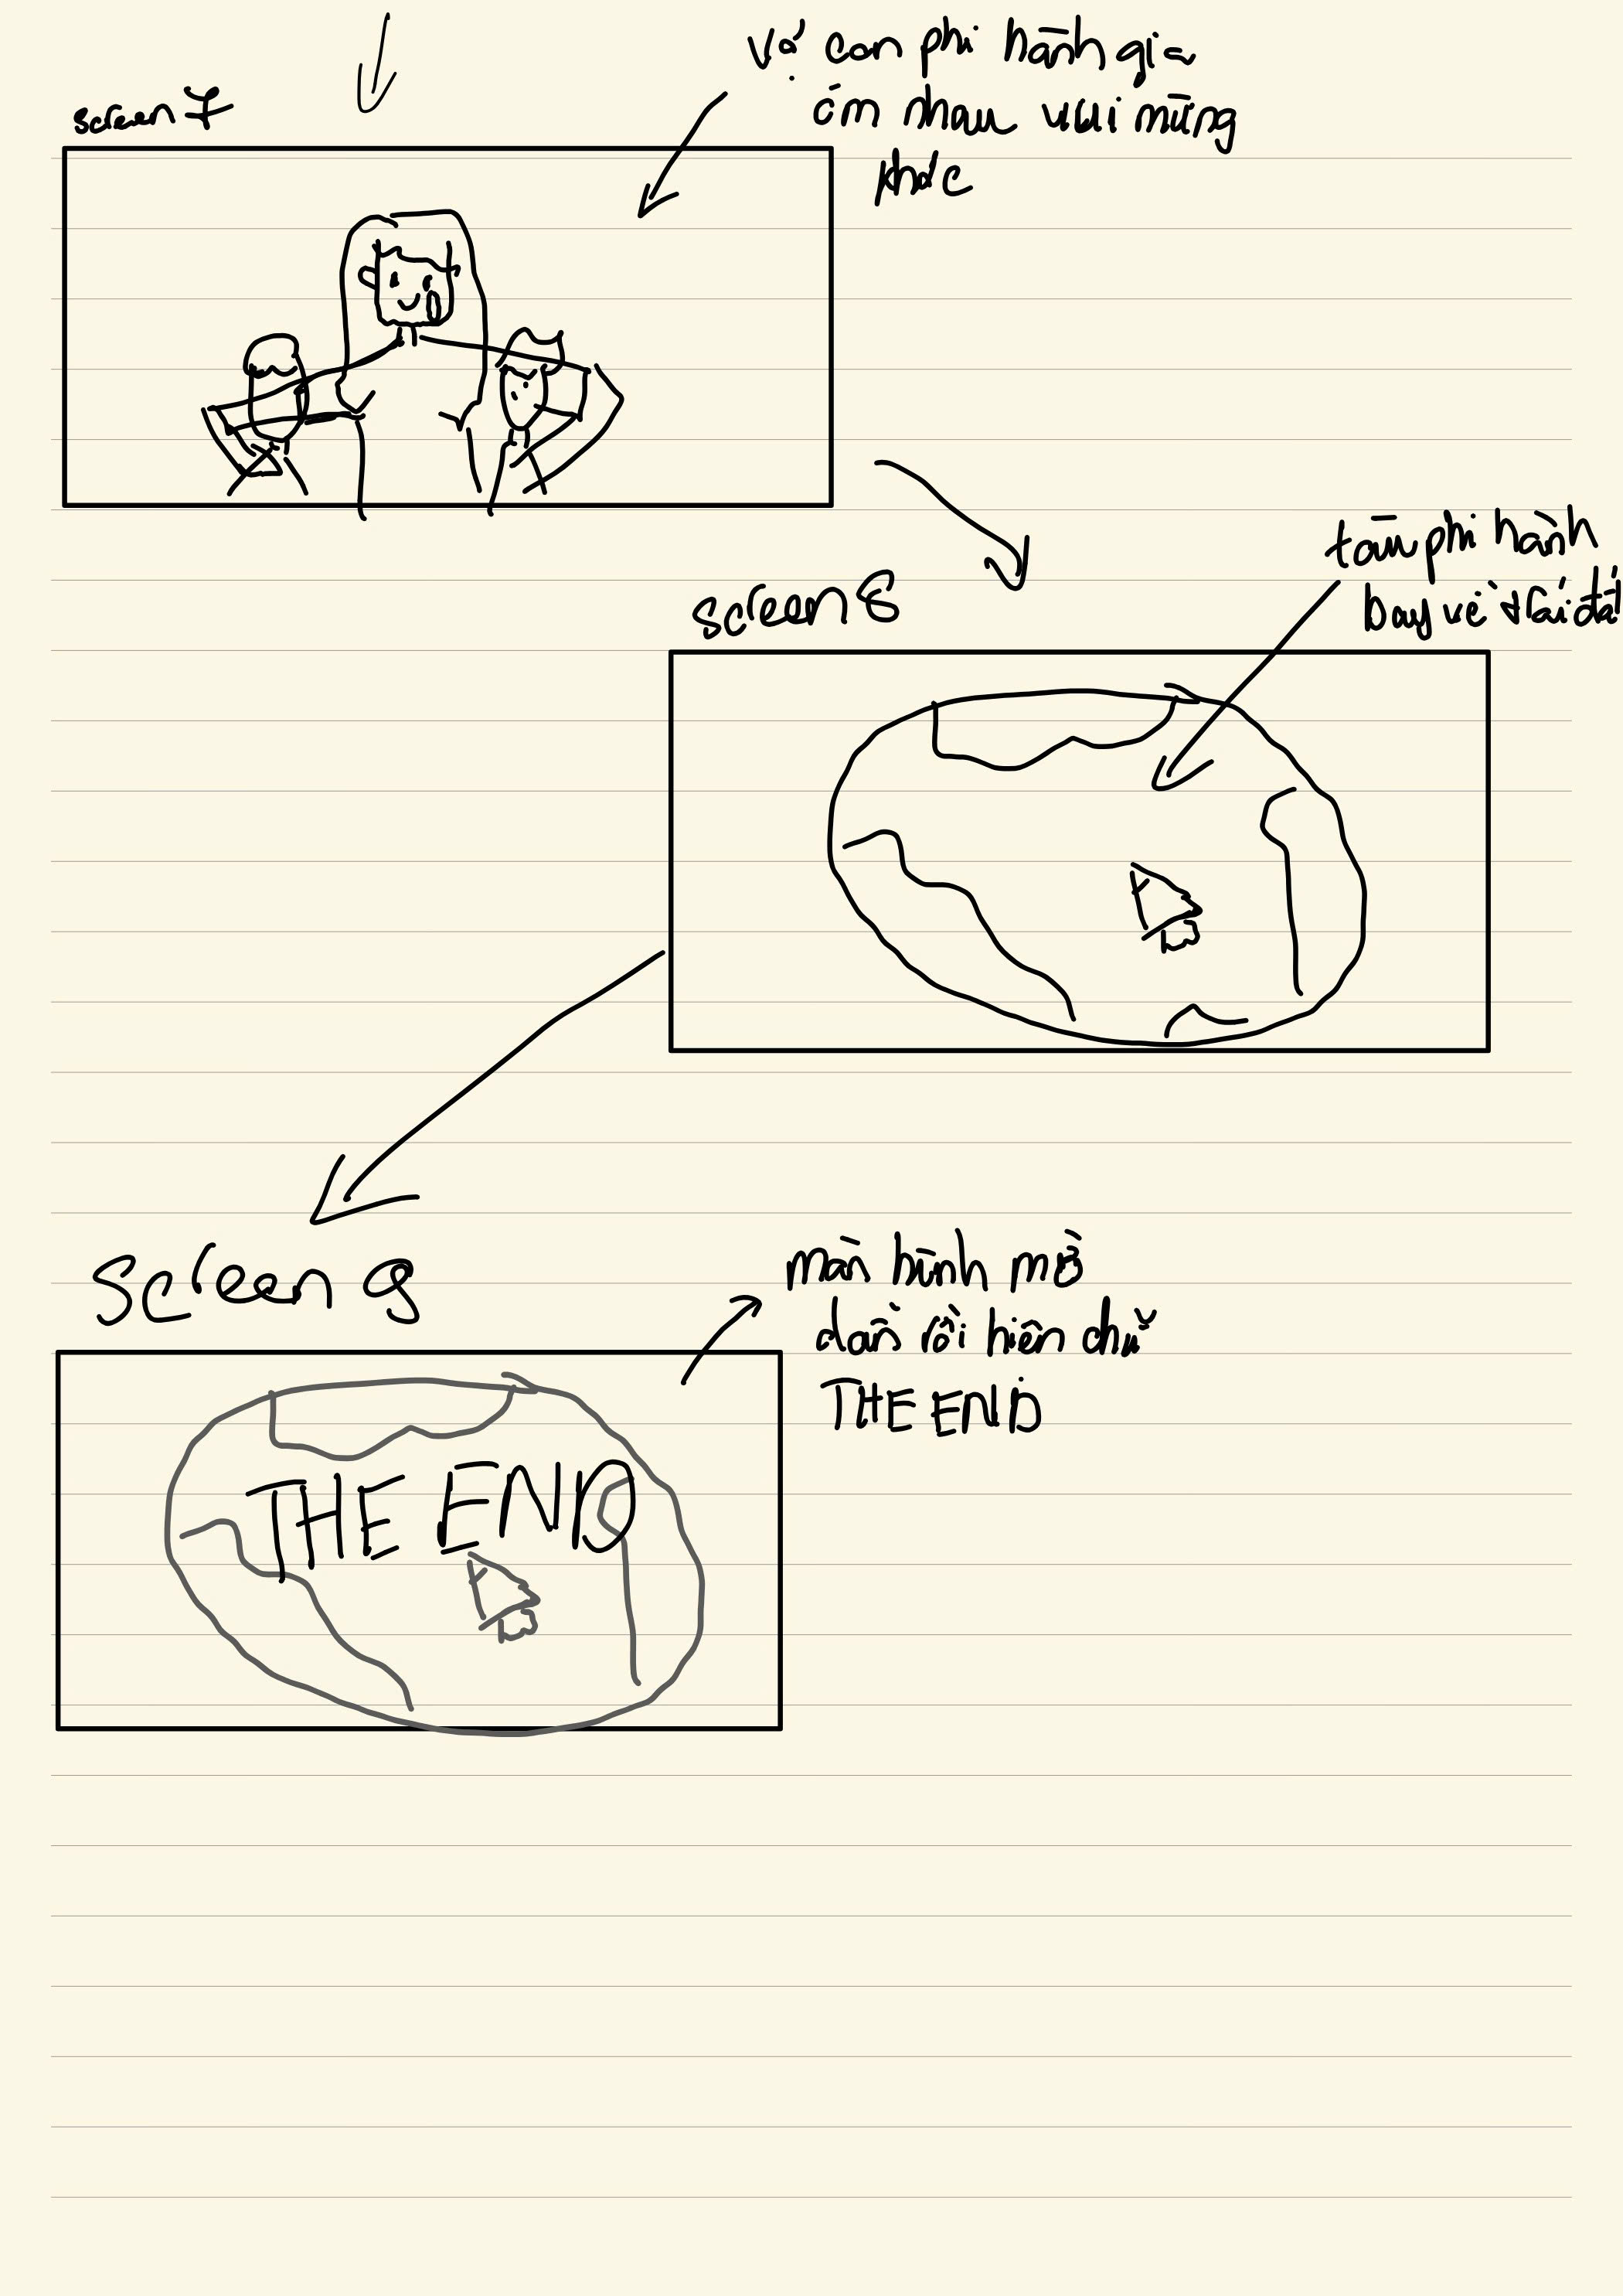 screen 7
vợ con phi hành gia
ôm nhau vui mừng
khóc
screen 8
tàu phi hành
bay về trái đất
screen 9
màn hình mờ
dần rồi hiện chữ
THE END
THE END